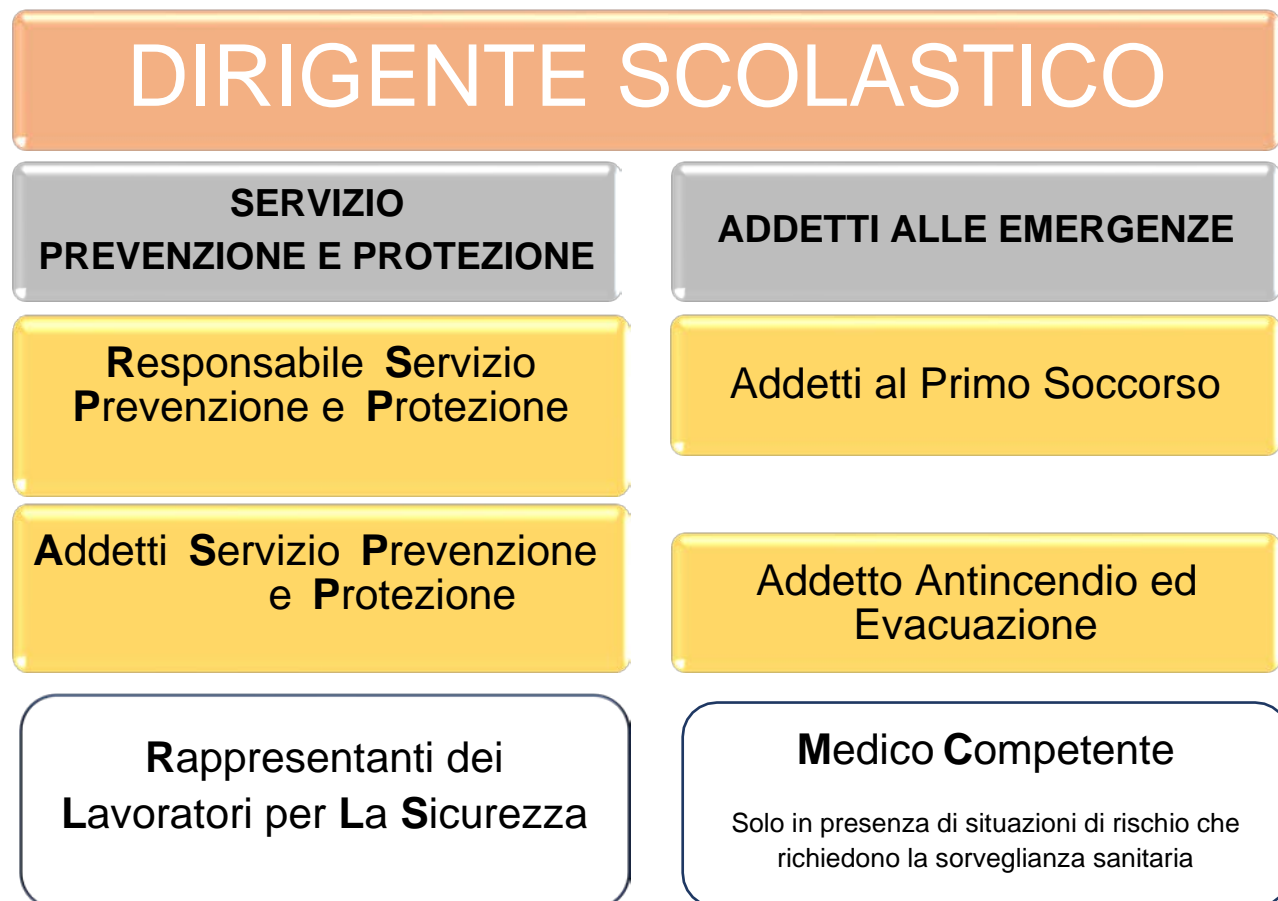 DIRIGENTE SCOLASTICO
SERVIZIO
PREVENZIONE E PROTEZIONE
ADDETTI ALLE EMERGENZE
Responsabile Servizio
Prevenzione e Protezione
Addetti al Primo Soccorso
Addetti Servizio Prevenzione
e Protezione
Addetto Antincendio ed
Evacuazione
Rappresentanti dei
Lavoratori per La Sicurezza
Medico Competente
Solo in presenza di situazioni di rischio che
richiedono la sorveglianza sanitaria